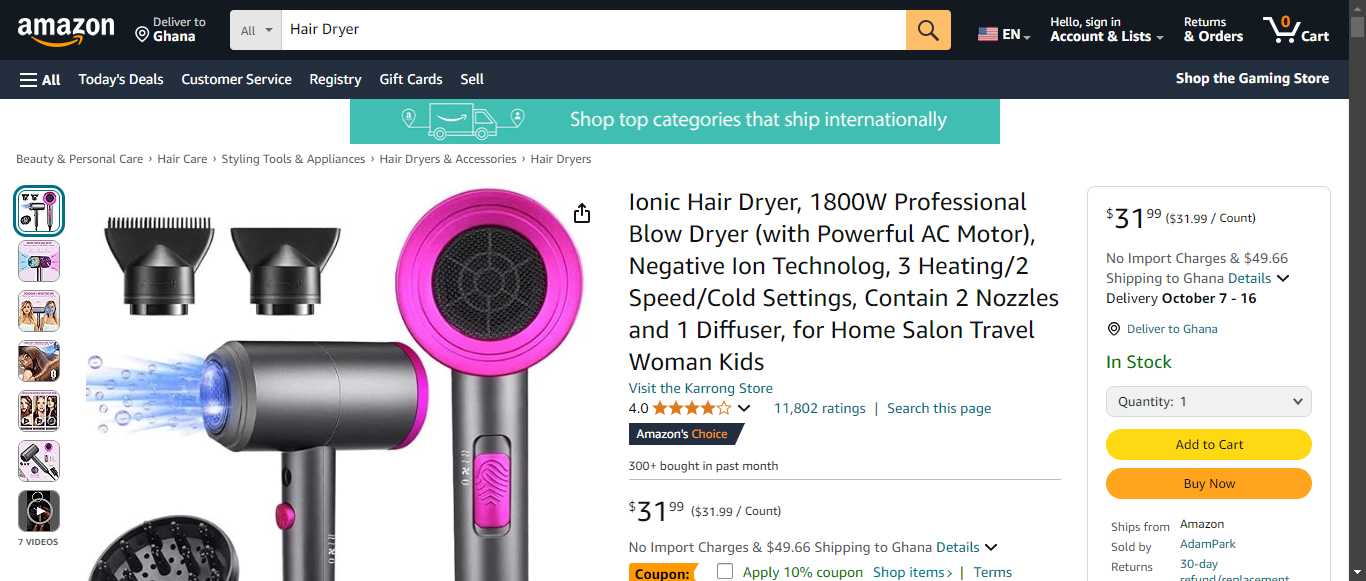 amazon
Deliver to
Ghana
All
Hair Dryer
EN
Hello, sign in
Account & Lists
Returns
& Orders
0
Cart
All
Today's Deals
Customer Service
Registry
Gift Cards
Sell
Shop the Gaming Store
Shop top categories that ship internationally
Beauty & Personal Care › Hair Care › Styling Tools & Appliances › Hair Dryers & Accessories › Hair Dryers
Ionic Hair Dryer, 1800W Professional
Blow Dryer (with Powerful AC Motor),
Negative Ion Technolog, 3 Heating/2
Speed/Cold Settings, Contain 2 Nozzles
and 1 Diffuser, for Home Salon Travel
Woman Kids
Visit the Karrong Store
4.0
11,802 ratings | Search this page
Amazon's Choice
300+ bought in past month
$31 99 ($31.99 / Count)
No Import Charges & $49.66 Shipping to Ghana Details
Coupon: Apply 10% coupon Shop items › | Terms
7 VIDEOS
$31 99 ($31.99 / Count)
No Import Charges & $49.66
Shipping to Ghana Details
Delivery October 7 - 16
Deliver to Ghana
In Stock
Quantity: 1
Add to Cart
Buy Now
Ships from Amazon
Sold by AdamPark
Returns 30-day
refund/replacement